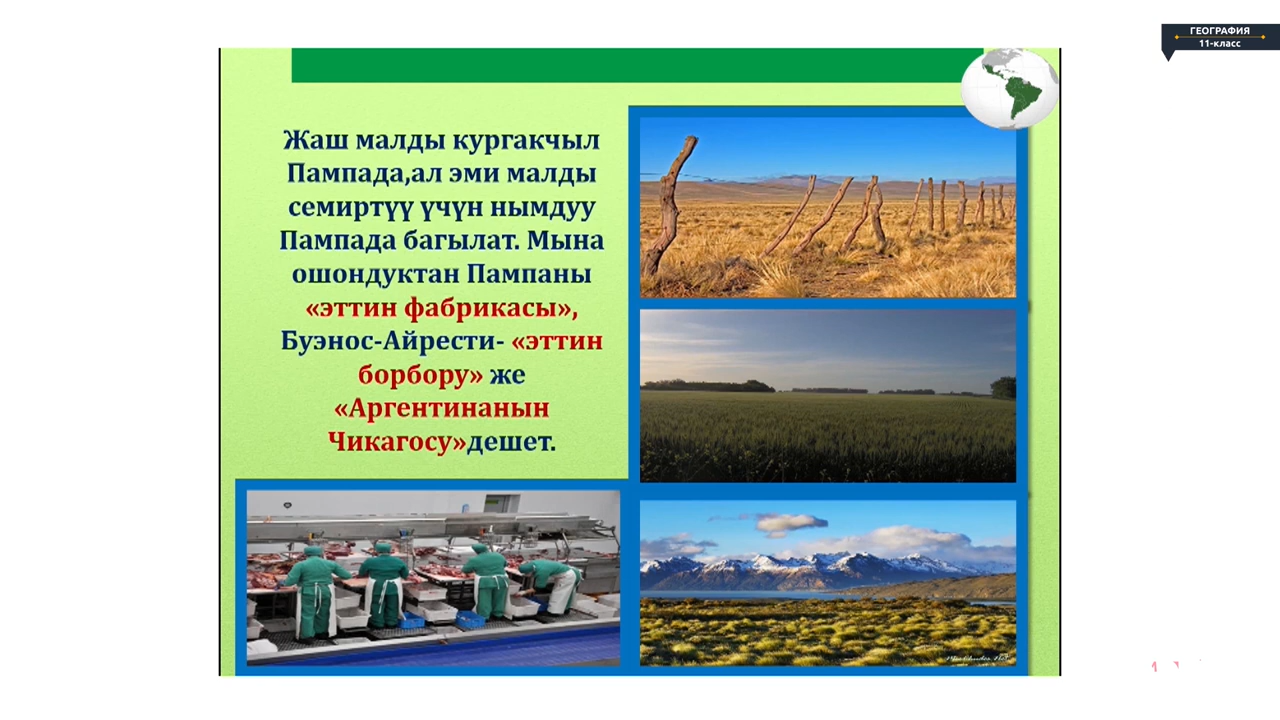 ГЕОГРАФИЯ
11-класс
Жаш малды кургакчыл
Пампада,ал эми малды
семиртүү үчүн нымдуу
Пампада багылат. Мына
ошондуктан Пампаны
«эттин фабрикасы»,
Буэнос-Айрести- «эттин
борбору» же
«Аргентинанын
Чикагосу»дешет.